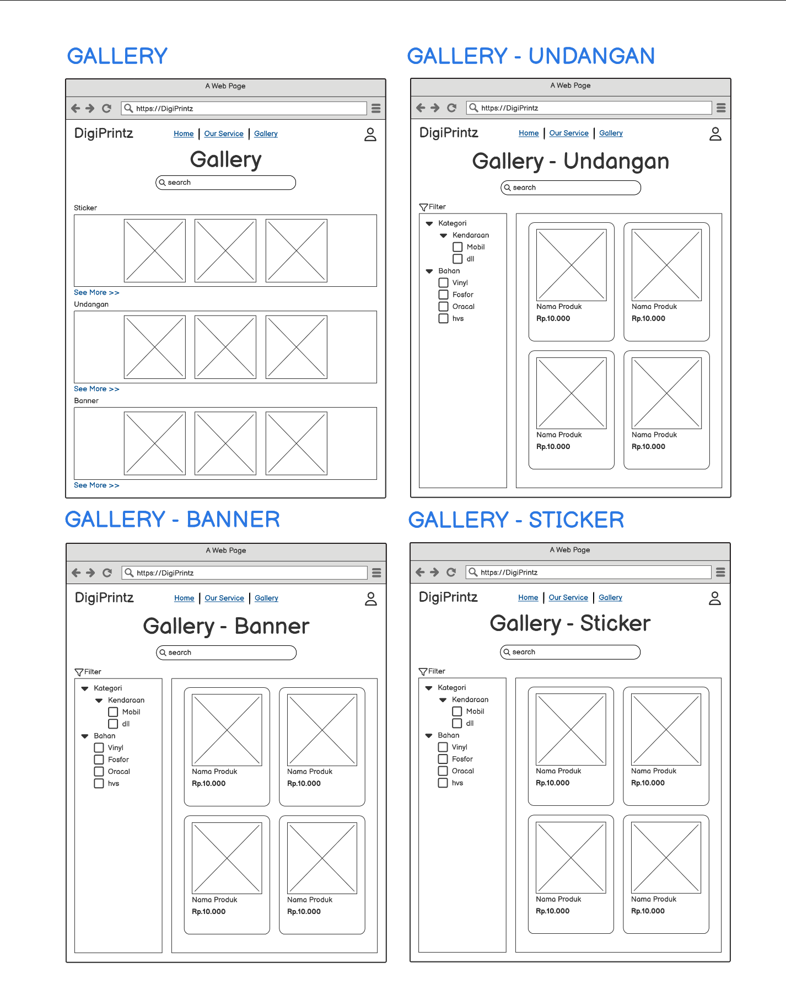 GALLERY
A Web Page
https://DigiPrintz
DigiPrintz
Home | Our Service | Gallery
Gallery
search
Sticker
See More >>
Undangan
See More >>
Banner
See More >>
GALLERY - UNDANGAN
A Web Page
https://DigiPrintz
DigiPrintz
Home | Our Service | Gallery
Gallery - Undangan
search
Filter
Kategori
Kendaraan
Mobil
dll
Bahan
Vinyl
Fosfor
Oracal
hvs
Nama Produk
Rp.10.000
Nama Produk
Rp.10.000
Nama Produk
Rp.10.000
Nama Produk
Rp.10.000
GALLERY - BANNER
A Web Page
https://DigiPrintz
DigiPrintz
Home | Our Service | Gallery
Gallery - Banner
search
Filter
Kategori
Kendaraan
Mobil
dll
Bahan
Vinyl
Fosfor
Oracal
hvs
Nama Produk
Rp.10.000
Nama Produk
Rp.10.000
Nama Produk
Rp.10.000
Nama Produk
Rp.10.000
GALLERY - STICKER
A Web Page
https://DigiPrintz
DigiPrintz
Home | Our Service | Gallery
Gallery - Sticker
search
Filter
Kategori
Kendaraan
Mobil
dll
Bahan
Vinyl
Fosfor
Oracal
hvs
Nama Produk
Rp.10.000
Nama Produk
Rp.10.000
Nama Produk
Rp.10.000
Nama Produk
Rp.10.000